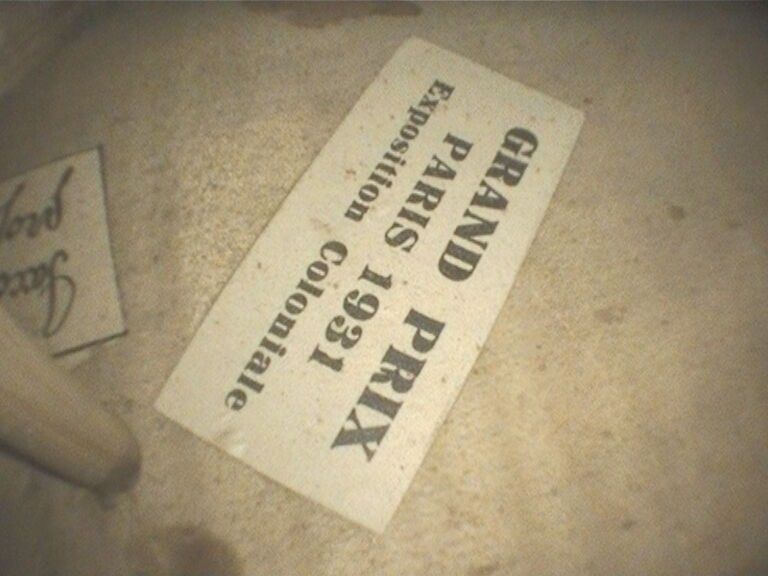 GRAND PRIX
PARIS 1931
Exposition Coloniale